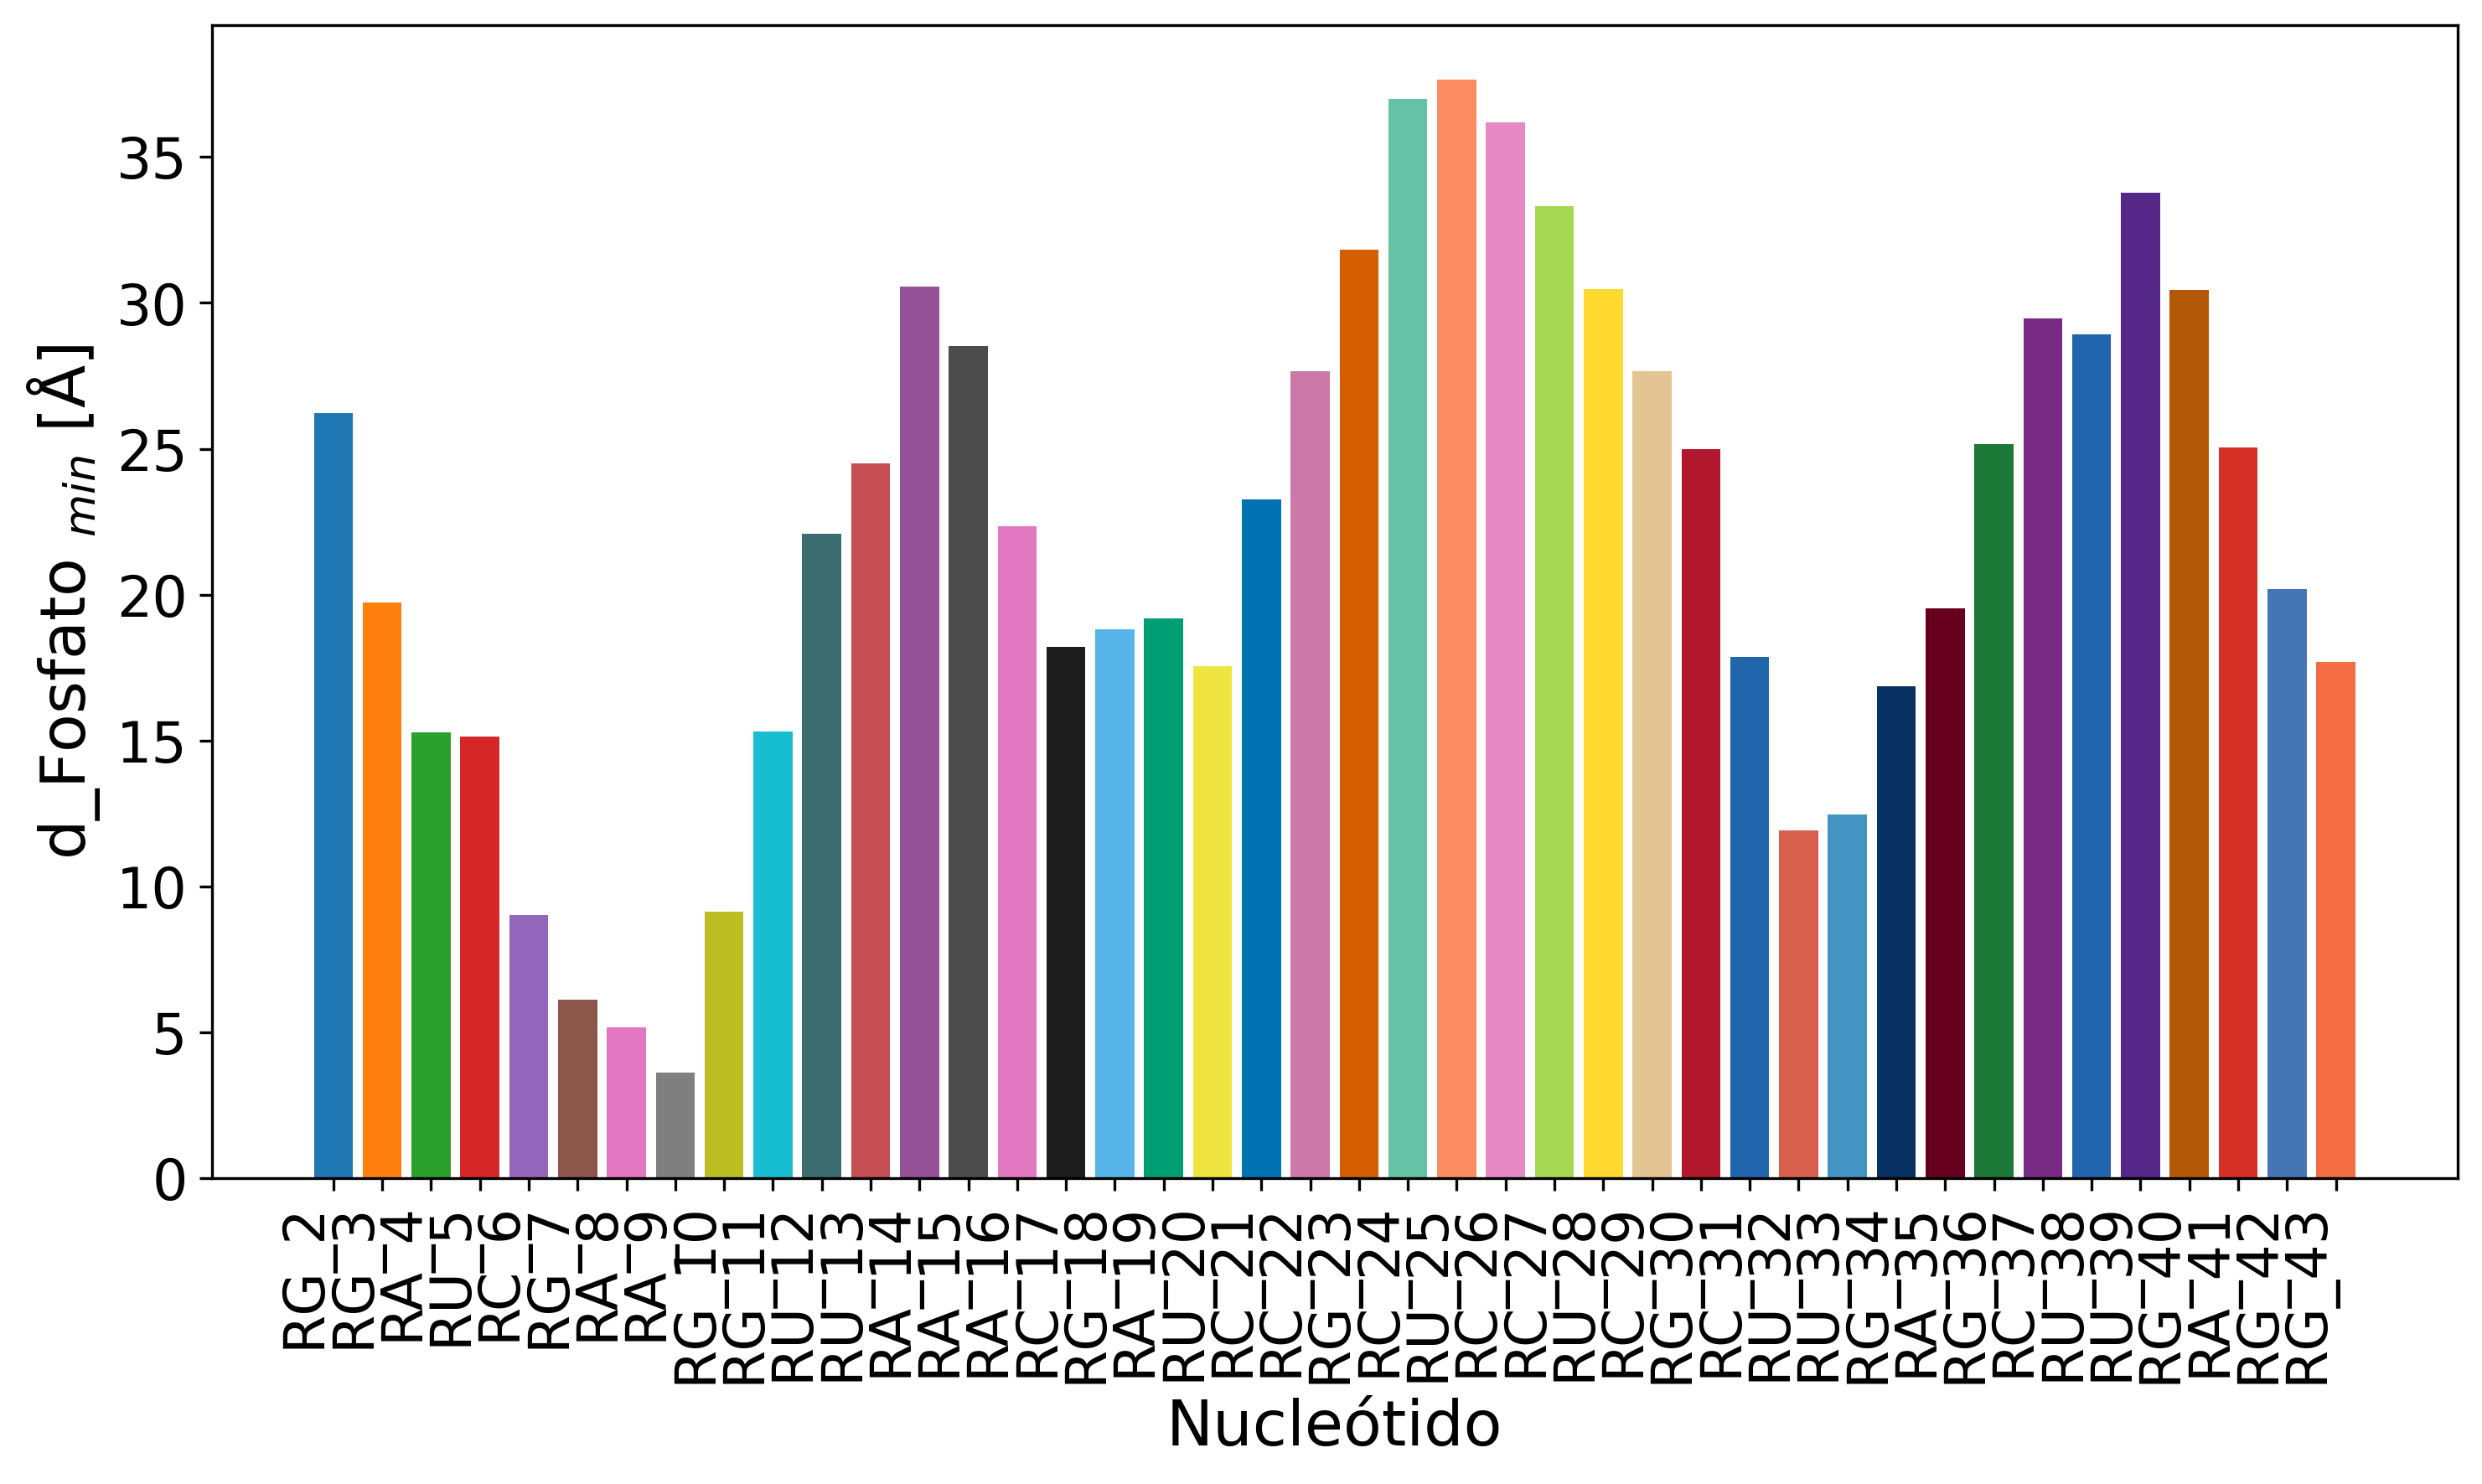 d_Fosfato min [Å]
35
30
25
20
15
10
5
0
RG_2
RG_3
RA_4
RU_5
RC_6
RG_7
RA_8
RA_9
RG_10
RG_11
RU_12
RU_13
RA_14
RA_15
RA_16
RC_17
RG_18
RA_19
RU_20
RC_21
RC_22
RG_23
RC_24
RU_25
RC_26
RC_27
RU_28
RC_29
RG_30
RC_31
RU_32
RU_33
RG_34
RA_35
RG_36
RC_37
RU_38
RU_39
RG_40
RA_41
RG_42
RG_43
Nucleótido